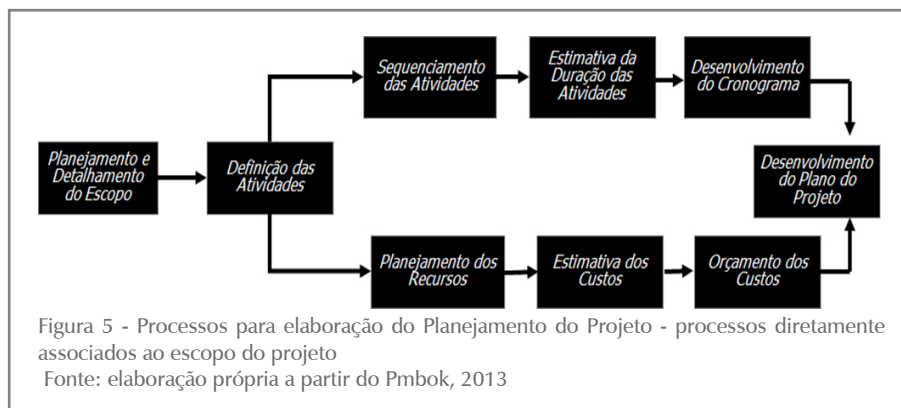 Sequenciamento
das Atividades
Estimativa da
Duração das
Atividades
Desenvolvimento
do Cronograma
Planejamento e
Detalhamento
do Escopo
Definição das
Atividades
Desenvolvimento
do Plano do
Projeto
Planejamento dos
Recursos
Estimativa dos
Custos
Orçamento dos
Custos
Figura 5 - Processos para elaboração do Planejamento do Projeto - processos diretamente
associados ao escopo do projeto
Fonte: elaboração própria a partir do Pmbok, 2013